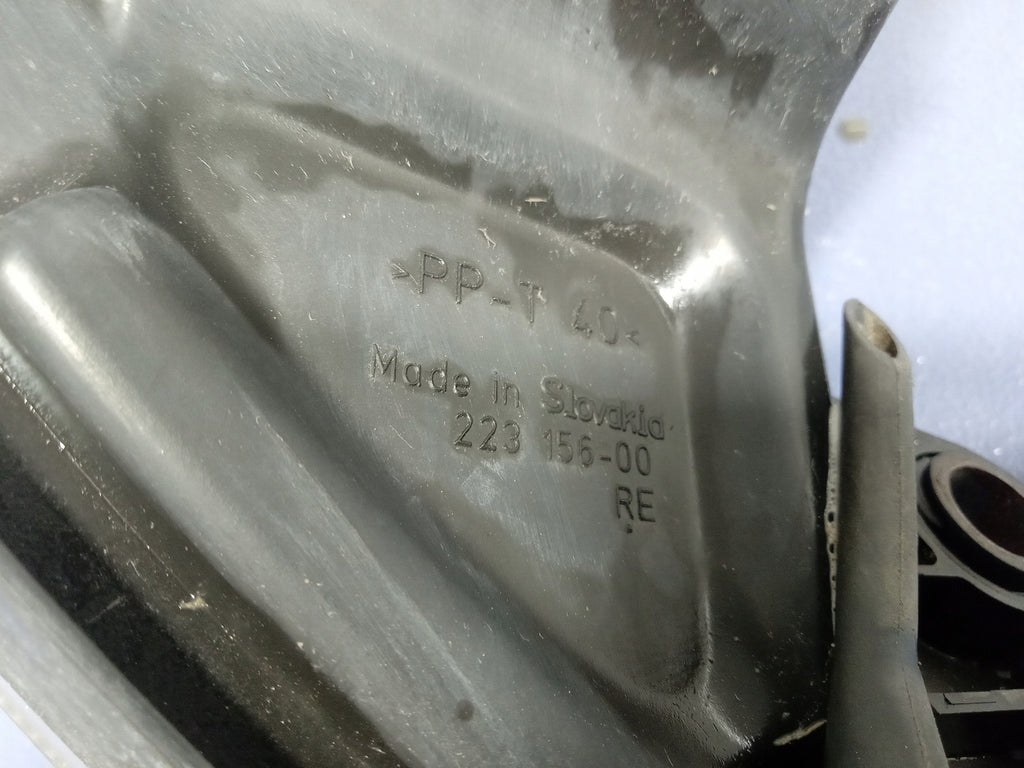 >PP-T 40<
Made in Slovakia
223 156-00
RE